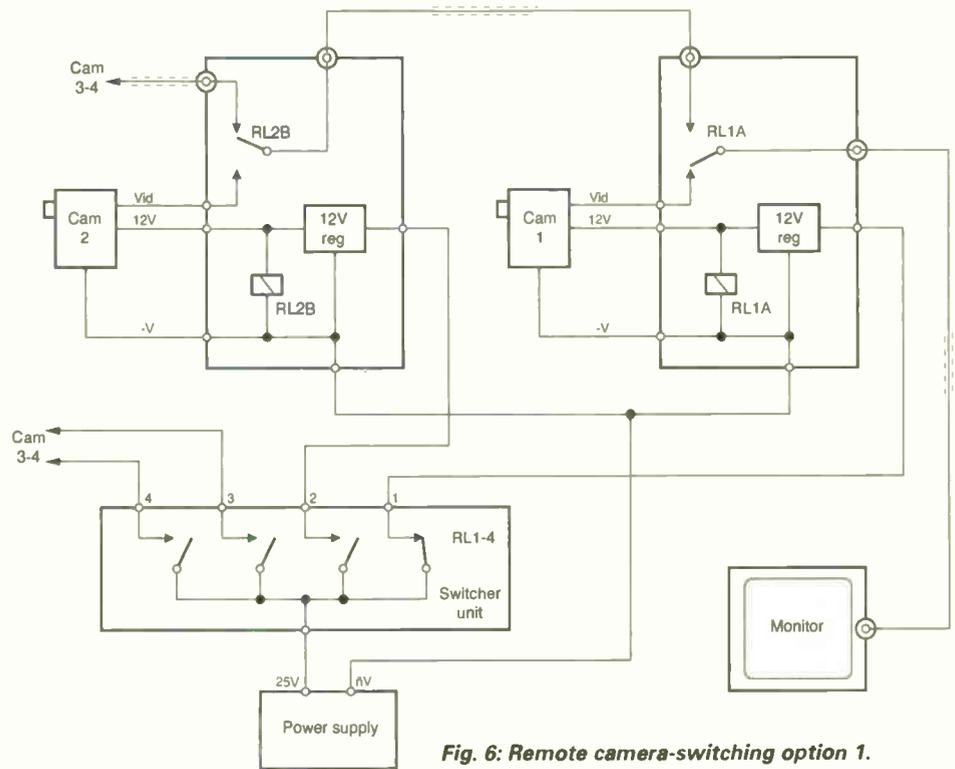 Cam
3-4
RL2B
RL1A
Cam
2
Vid
12V
12V
reg
RL2B
-V
Cam
1
Vid
12V
12V
reg
RL1A
-V
Cam
3-4
4
3
2
1
RL1-4
Switcher
unit
Monitor
25V
ñV
Power supply
Fig. 6: Remote camera-switching option 1.